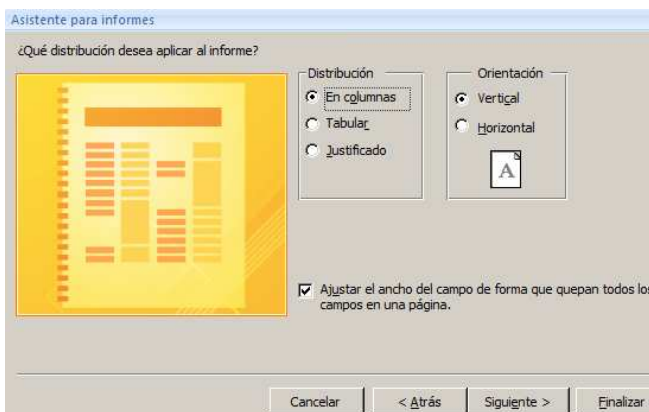 Asistente para informes
¿Qué distribución desea aplicar al informe?
Distribución
En columnas
Tabular
Justificado
Orientación
Vertical
Horizontal
A
Ajustar el ancho del campo de forma que quepan todos los
campos en una página.
Cancelar
< Atrás
Siguiente >
Finalizar